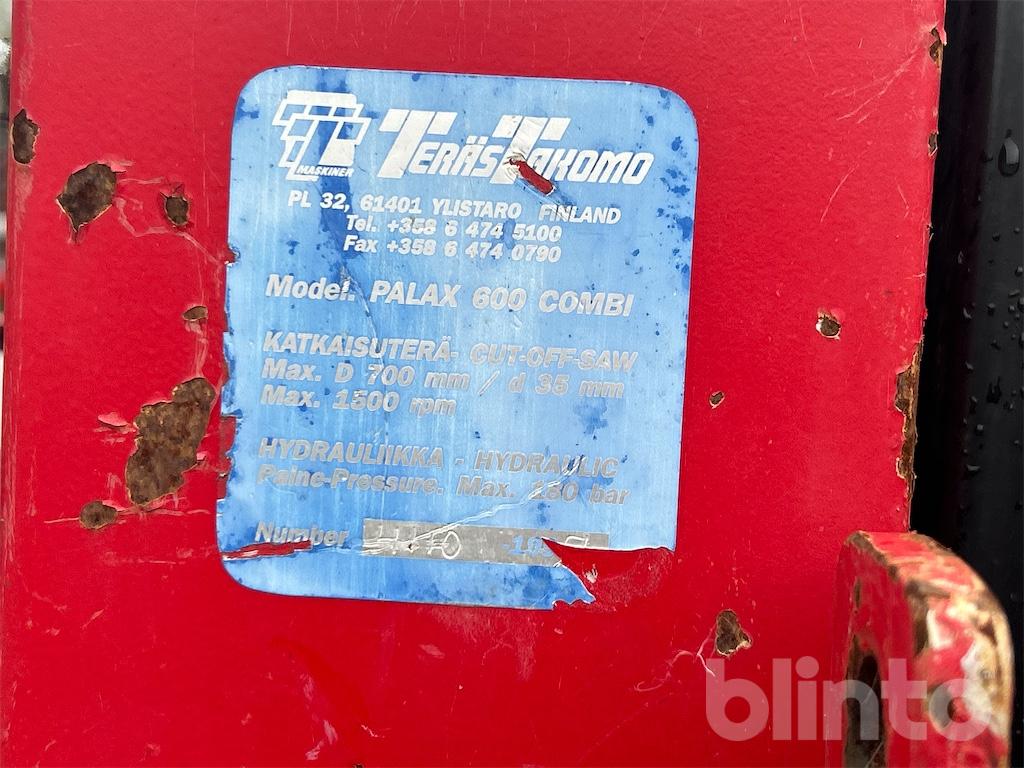 TT MASKINER
TERÄSTAKOMO
PL 32, 61401 YLISTARO FINLAND
Tel. +358 6 474 5100
Fax +358 6 474 0790
Model. PALAX 600 COMBI
KATKAISUTERÄ- CUT-OFF-SAW
Max. D 700 mm / d 35 mm
Max. 1500 rpm
HYDRAULIIKKA - HYDRAULIC
Paine-Pressure. Max. 180 bar
Number
blinto